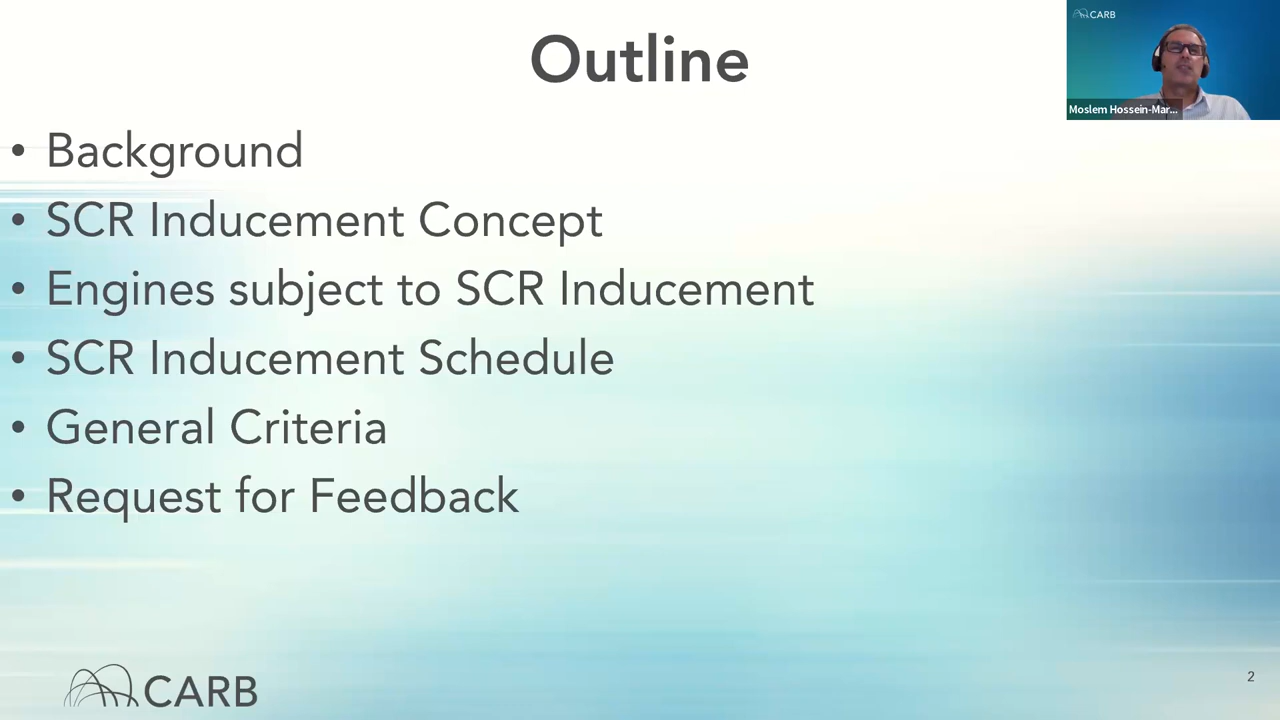 Outline
CARB
Moslem Hossein-Mar...
• Background
• SCR Inducement Concept
• Engines subject to SCR Inducement
• SCR Inducement Schedule
• General Criteria
• Request for Feedback
CARB
2